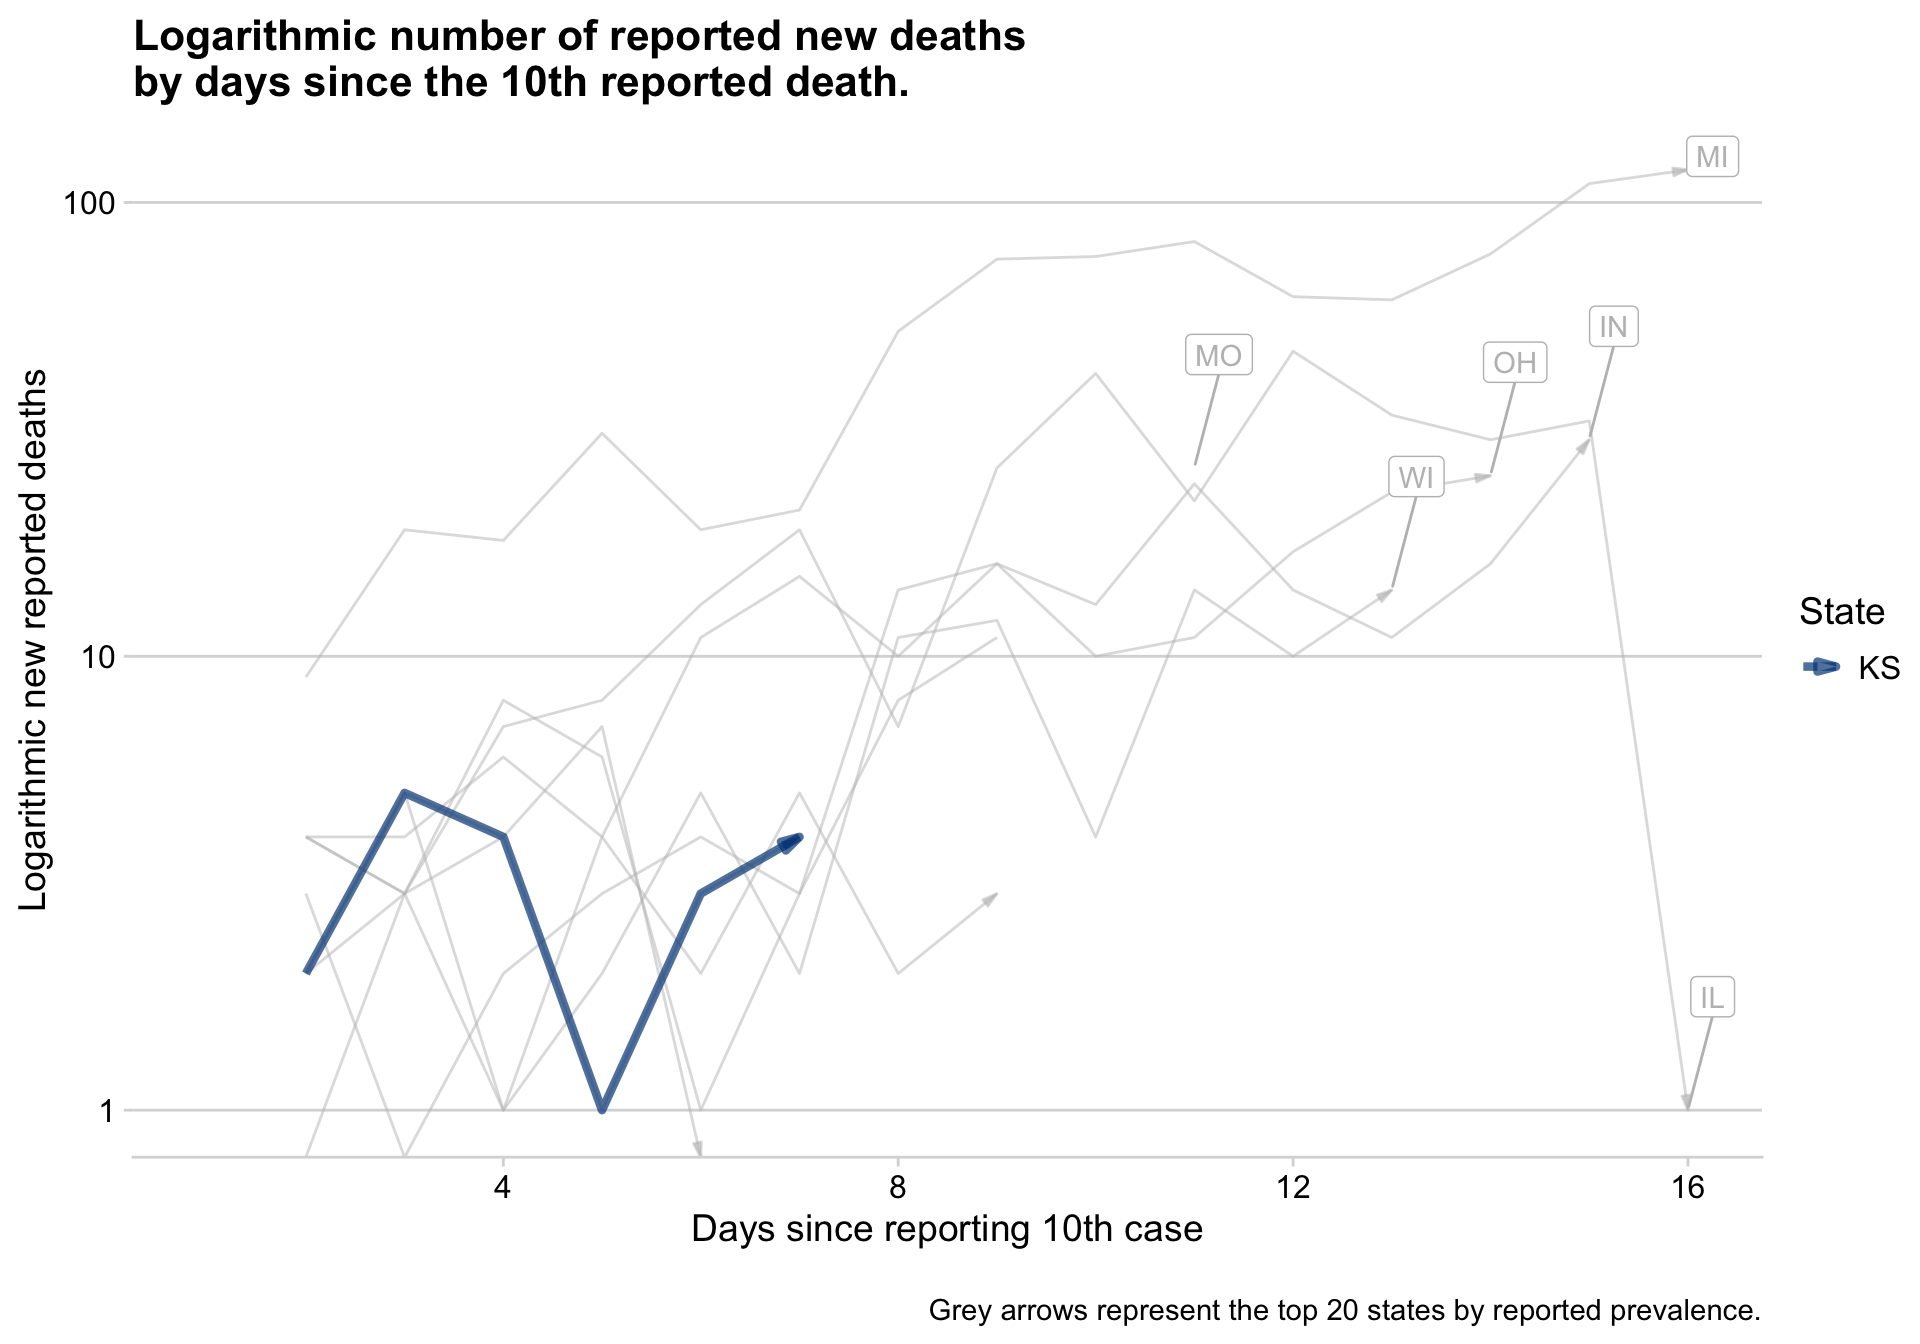 Logarithmic number of reported new deaths
by days since the 10th reported death.
MI
100
IN
MO
OH
WI
Logarithmic new reported deaths
State
10
KS
IL
1
4 8 12 16
Days since reporting 10th case
Grey arrows represent the top 20 states by reported prevalence.